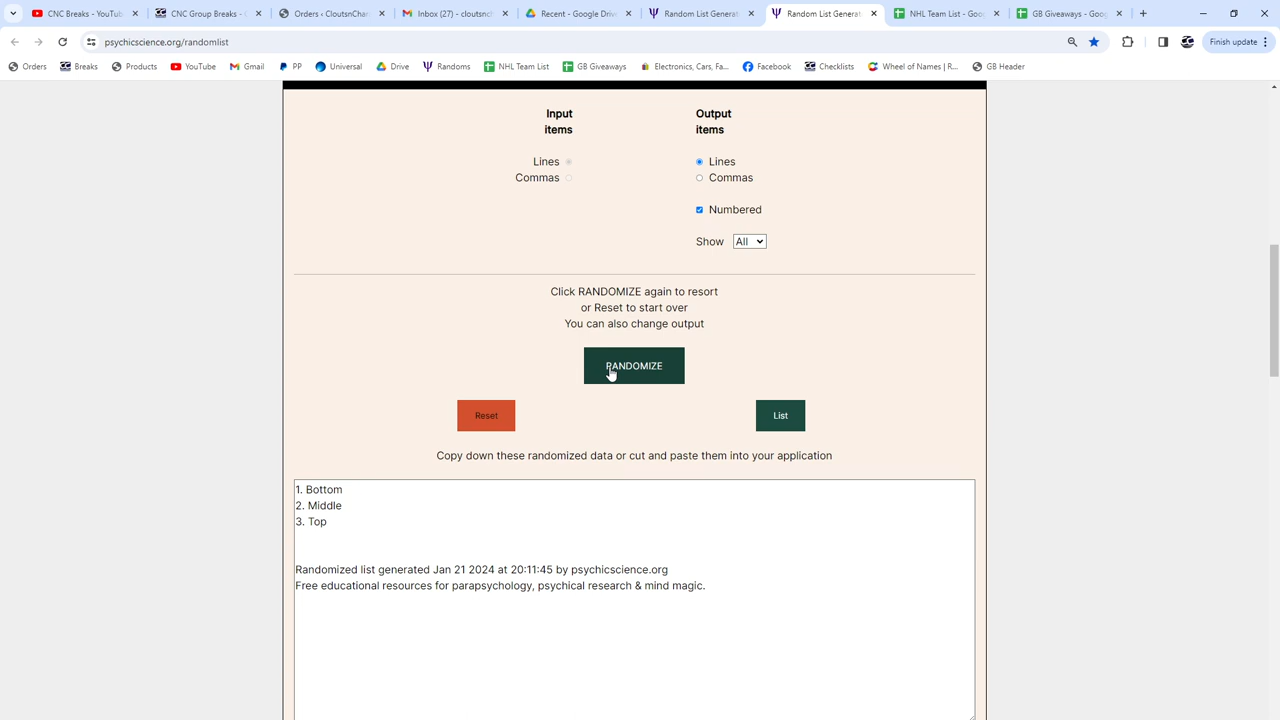 CNC Breaks - YouTu
CNC Group Breaks -
Orders < CloutsnCha
Inbox (27) - cloutsnch
Recent - Google Driv
Random List Generat
Random List Generat
NHL Team List - Goo
GB Giveaways - Goog
psychicscience.org/randomlist
Finish update
Orders
Breaks
Products
YouTube
Gmail
PP
Universal
Drive
Randoms
NHL Team List
GB Giveaways
Electronics, Cars, Fa...
Facebook
Checklists
Wheel of Names | R...
GB Header
Input
items
Output
items
Lines
Commas
Lines
Commas
Numbered
Show All
Click RANDOMIZE again to resort
or Reset to start over
You can also change output
RANDOMIZE
Reset
List
Copy down these randomized data or cut and paste them into your application
1. Bottom
2. Middle
3. Top
Randomized list generated Jan 21 2024 at 20:11:45 by psychicscience.org
Free educational resources for parapsychology, psychical research & mind magic.